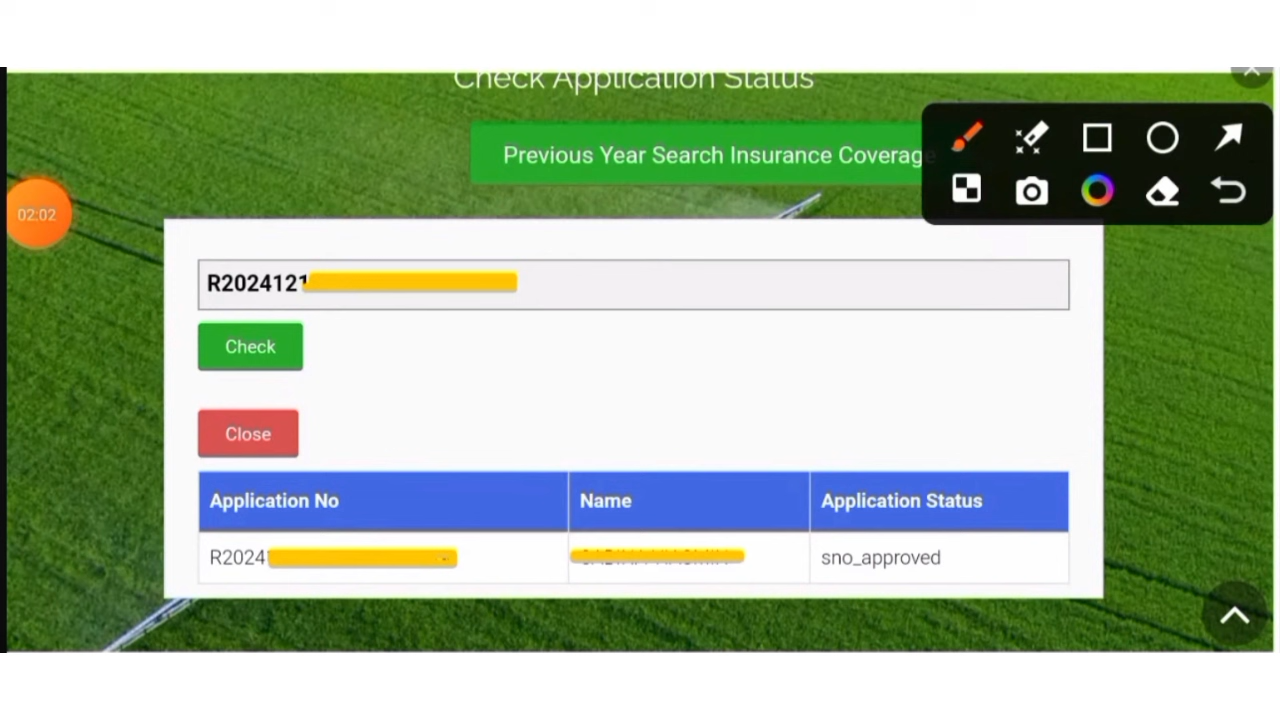 Check Application Status
Previous Year Search Insurance Coverage
02:02
R2024121
Check
Close
Application No Name Application Status
R2024 sno_approved